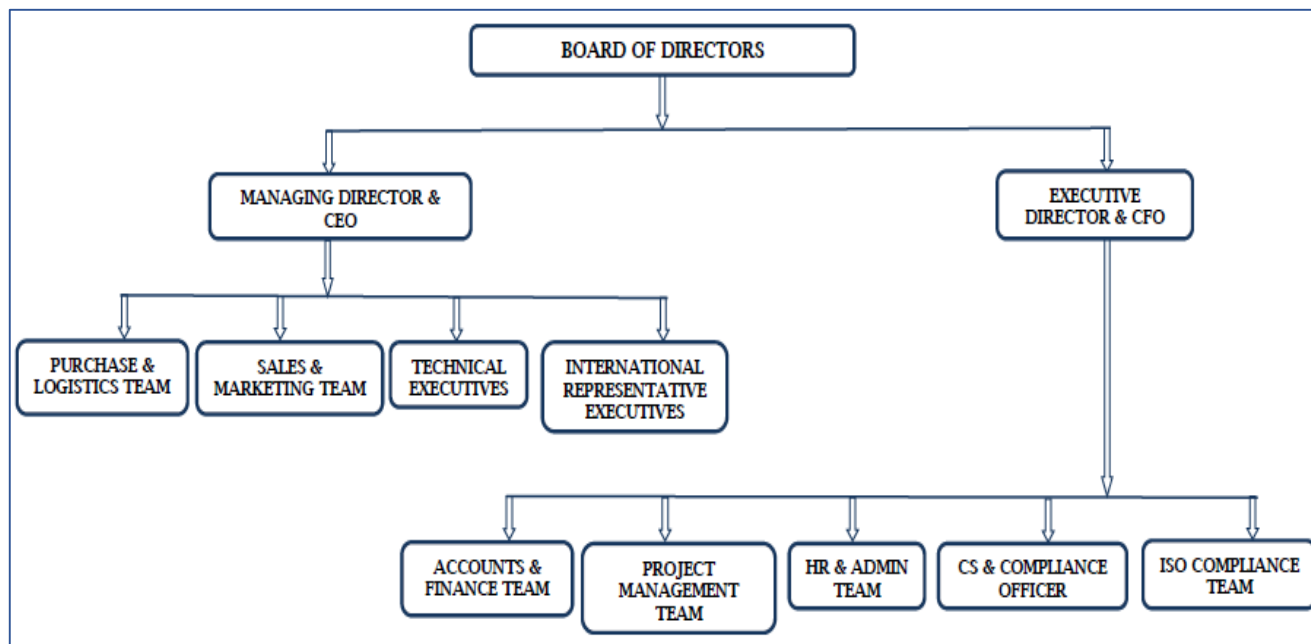 BOARD OF DIRECTORS
MANAGING DIRECTOR &
CEO
EXECUTIVE
DIRECTOR & CFO
PURCHASE &
LOGISTICS TEAM
SALES &
MARKETING TEAM
TECHNICAL
EXECUTIVES
INTERNATIONAL
REPRESENTATIVE
EXECUTIVES
ACCOUNTS &
FINANCE TEAM
PROJECT
MANAGEMENT
TEAM
HR & ADMIN
TEAM
CS & COMPLIANCE
OFFICER
ISO COMPLIANCE
TEAM